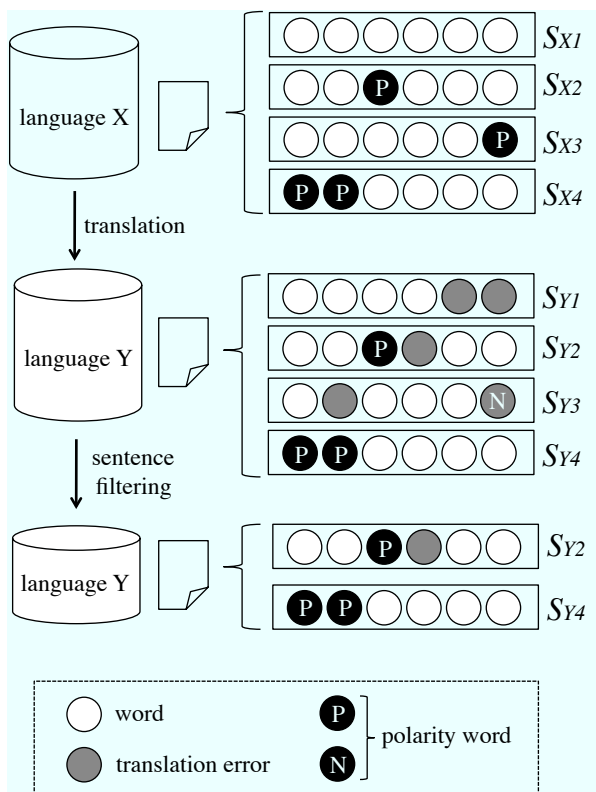 language X
S_X1
P S_X2
P S_X3
P P S_X4
translation
language Y
S_Y1
P S_Y2
N S_Y3
P P S_Y4
sentence
filtering
language Y
P S_Y2
P P S_Y4
word
P
polarity word
translation error
N